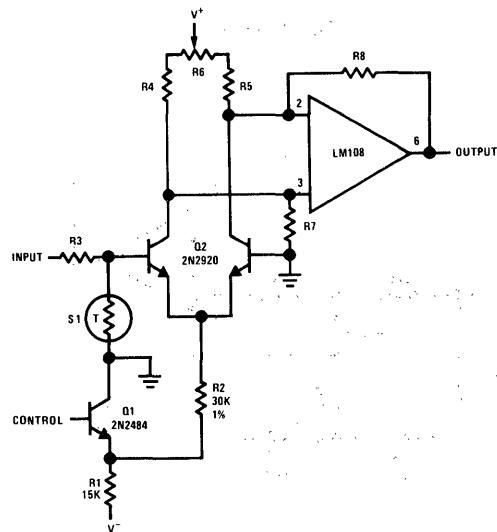 V+
R4
R6
R5
R8
2
LM108
6
OUTPUT
3
R7
R3
INPUT
Q2
2N2920
S1
T
R2
30K
1%
CONTROL
Q1
2N2484
R1
15K
V-